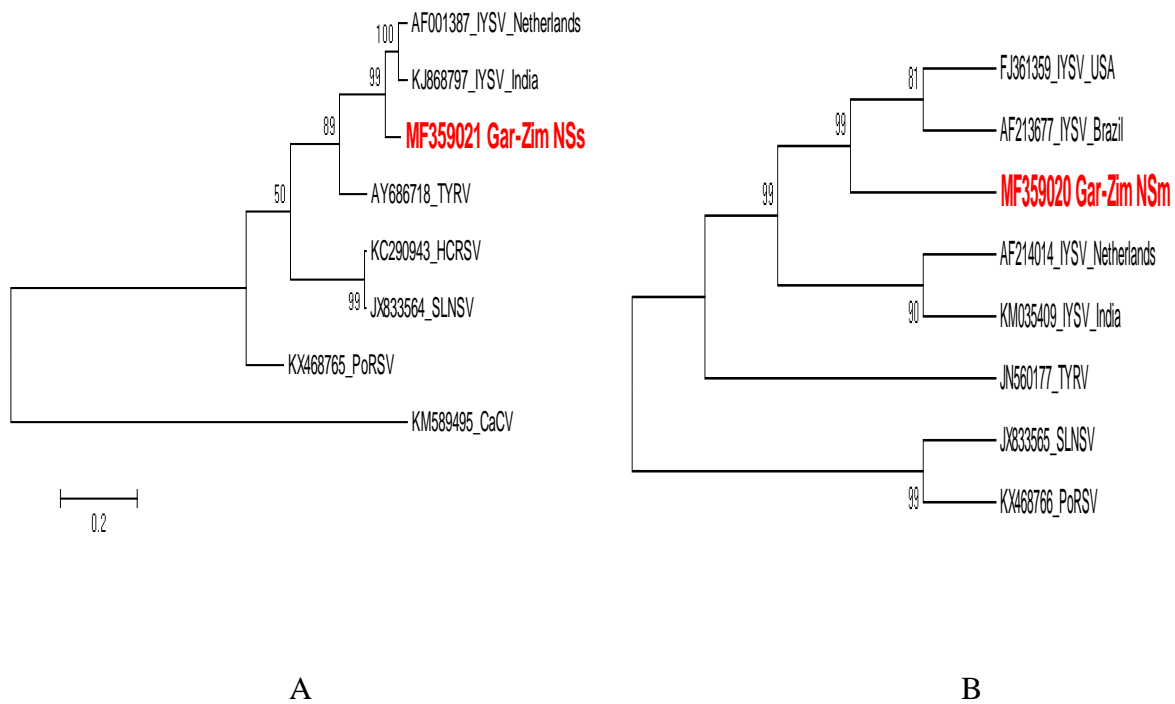 100
AF001387_IYSV_Netherlands
99
KJ868797_IYSV_India
89
MF359021 Gar-Zim NSs
50
AY686718_TYRV
KC290943_HCRSV
99
JX833564_SLNSV
KX468765_PoRSV
KM589495_CaCV
0.2
A
81
FJ361359_IYSV_USA
99
AF213677_IYSV_Brazil
99
MF359020 Gar-Zim NSm
AF214014_IYSV_Netherlands
90
KM035409_IYSV_India
JN560177_TYRV
JX833565_SLNSV
99
KX468766_PoRSV
B